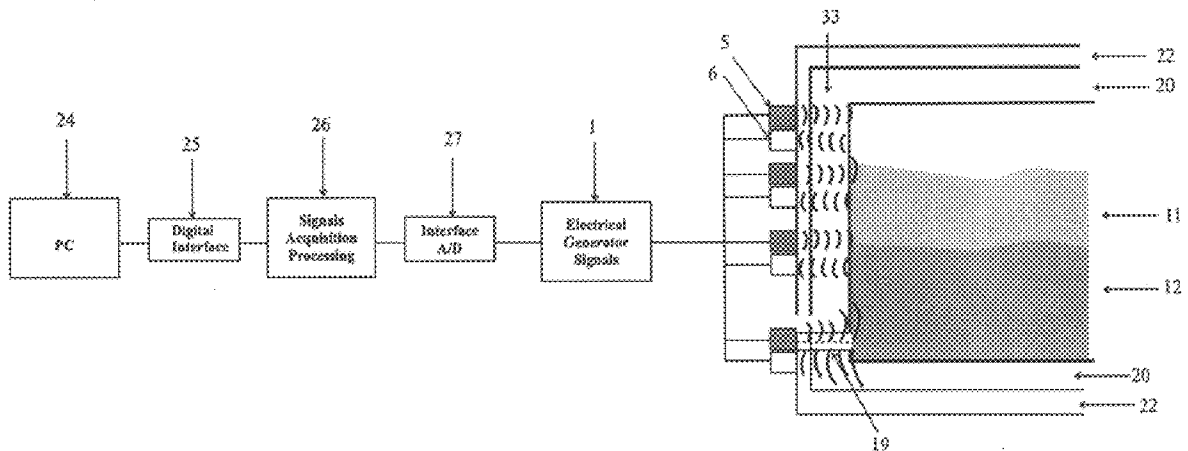 33
5
22
6
20
24
25
26
27
1
PC
Digital
Interface
Signals
Acquisition
Processing
Interface
A/D
Electrical
Generator
Signals
11
12
20
22
19